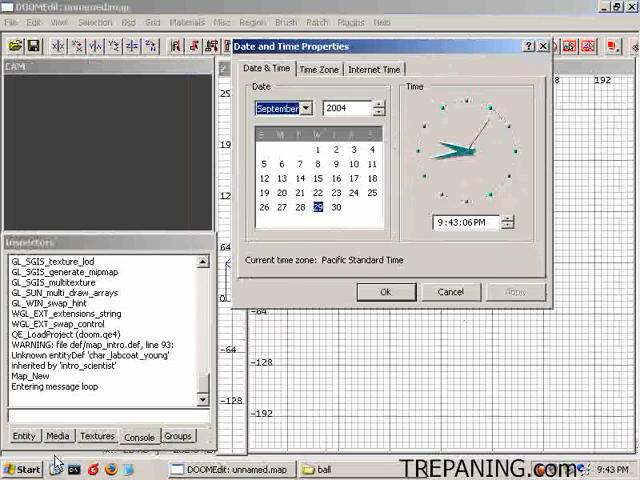 DOOMEdit: unnamed.map
File Edit View Selection Bsp Grid Materials Misc Region Brush Patch Plugins Help
CAM
Date and Time Properties
Date & Time Time Zone Internet Time
Date
September 2004
S M T W T F S
1 2 3 4
5 6 7 8 9 10 11
12 13 14 15 16 17 18
19 20 21 22 23 24 25
26 27 28 29 30
Time
9:43:06 PM
Current time zone: Pacific Standard Time
OK Cancel Apply
192
64
0
-64
-64
-128
-128
-192
Inspectors
GL_SGIS_texture_lod
GL_SGIS_generate_mipmap
GL_SGIS_multitexture
GL_SUN_multi_draw_arrays
GL_WIN_swap_hint
WGL_EXT_extensions_string
WGL_EXT_swap_control
QE_LoadProject (doom.qe4)
WARNING: file def/map_intro.def, line 93:
Unknown entityDef 'char_labcoat_young'
inherited by 'intro_scientist'
Map_New
Entering message loop
Entity Media Textures Console Groups
Start
DOOMEdit: unnamed.map
ball
TREPANING.com
9:43 PM